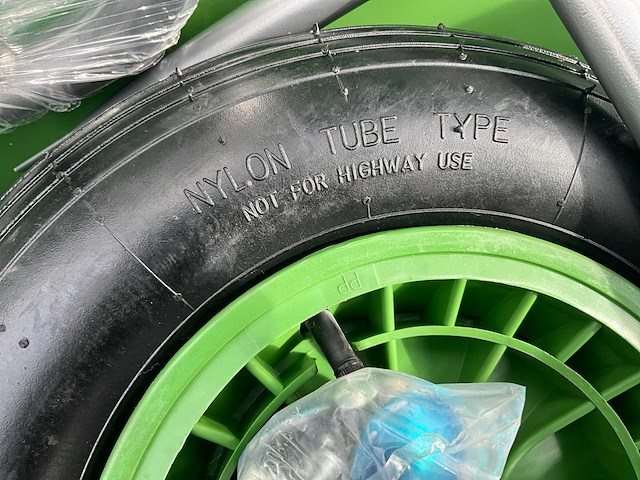 NYLON TUBE TYPE
NOT FOR HIGHWAY USE
PP